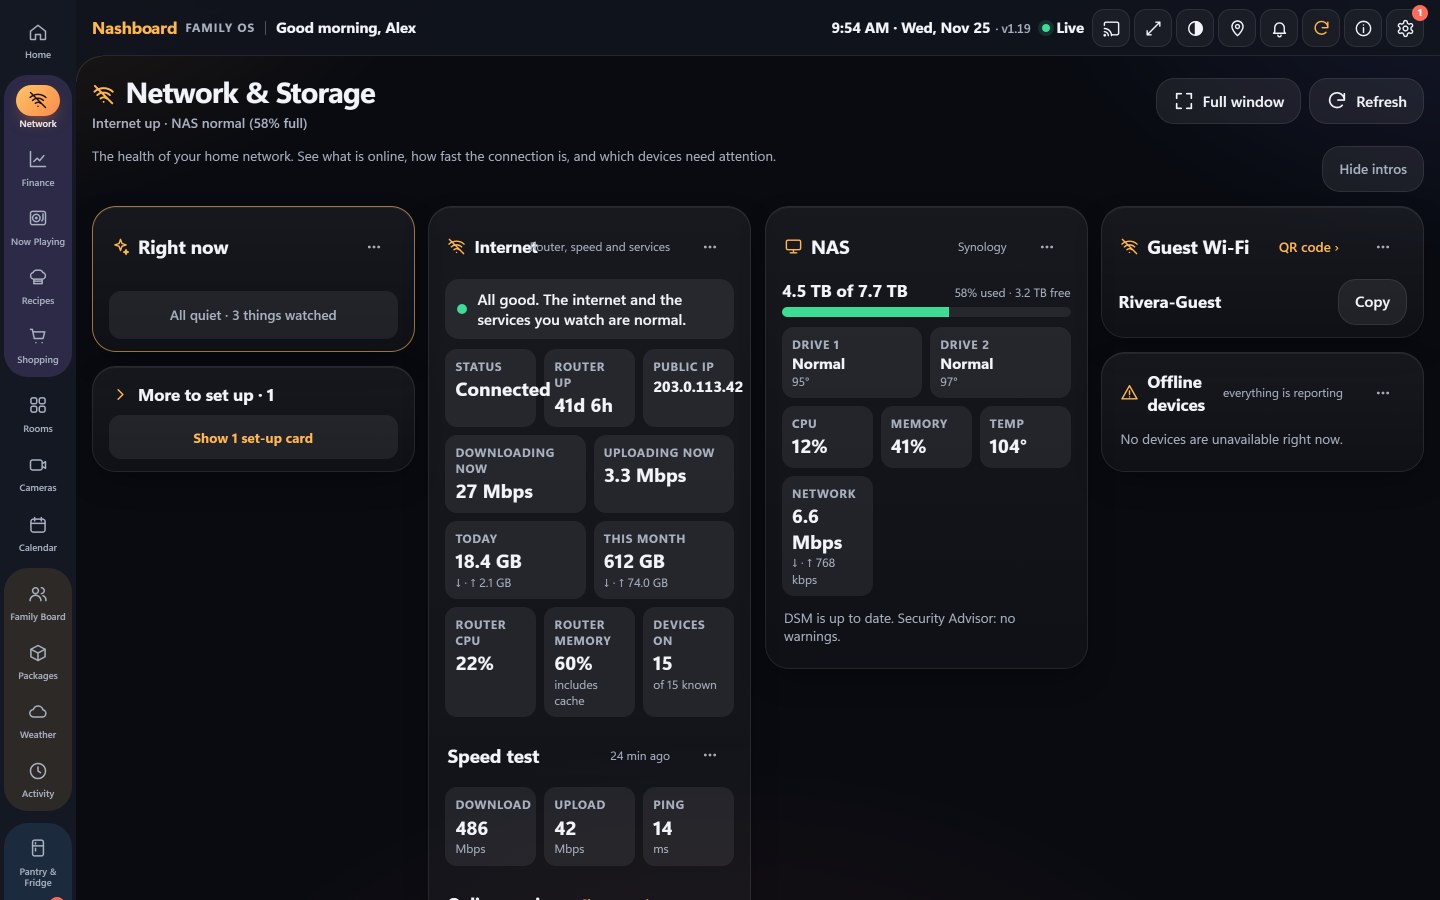 Nashboard FAMILY OS Good morning, Alex
9:54 AM · Wed, Nov 25 · v1.19 Live
1
Home
Network
Finance
Now Playing
Recipes
Shopping
Rooms
Cameras
Calendar
Family Board
Packages
Weather
Activity
Pantry &
Fridge
Network & Storage
Internet up · NAS normal (58% full)
The health of your home network. See what is online, how fast the connection is, and which devices need attention.
Full window
Refresh
Hide intros
Right now
All quiet · 3 things watched
More to set up · 1
Show 1 set-up card
Internet Router, speed and services
All good. The internet and the
services you watch are normal.
STATUS
Connected
ROUTER
UP
41d 6h
PUBLIC IP
203.0.113.42
DOWNLOADING
NOW
27 Mbps
UPLOADING NOW
3.3 Mbps
TODAY
18.4 GB
↓ · ↑ 2.1 GB
THIS MONTH
612 GB
↓ · ↑ 74.0 GB
ROUTER
CPU
22%
ROUTER
MEMORY
60%
includes
cache
DEVICES
ON
15
of 15 known
Speed test 24 min ago
DOWNLOAD
486
Mbps
UPLOAD
42
Mbps
PING
14
ms
NAS Synology
4.5 TB of 7.7 TB 58% used · 3.2 TB free
DRIVE 1
Normal
95°
DRIVE 2
Normal
97°
CPU
12%
MEMORY
41%
TEMP
104°
NETWORK
6.6
Mbps
↓ · ↑ 768
kbps
DSM is up to date. Security Advisor: no
warnings.
Guest Wi-Fi QR code ›
Rivera-Guest Copy
Offline
devices
everything is reporting
No devices are unavailable right now.